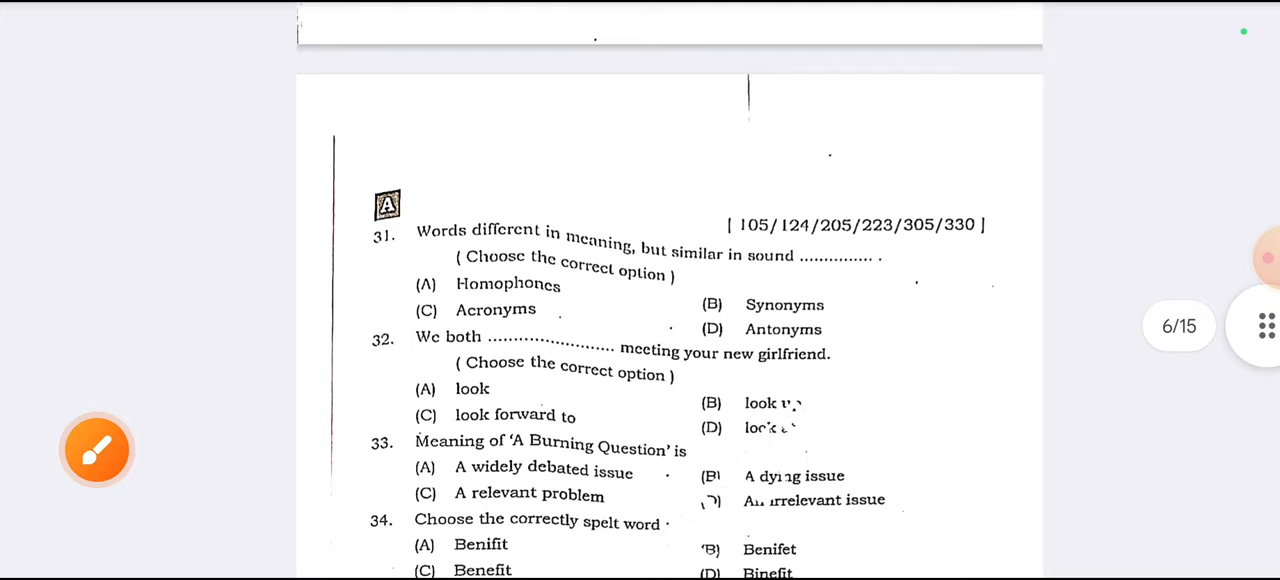 A
[ 105/124/205/223/305/330 ]
31. Words different in meaning, but similar in sound ............... .
( Choose the correct option )
(A) Homophones
(B) Synonyms
(C) Acronyms
(D) Antonyms
32. We both ....................... meeting your new girlfriend.
( Choose the correct option )
(A) look
(B) look
(C) look forward to
(D) look
33. Meaning of ‘A Burning Question’ is
(A) A widely debated issue
(B) A dying issue
(C) A relevant problem
An irrelevant issue
34. Choose the correctly spelt word
(A) Benifit
(B) Benifet
(C) Benefit
(D) Binefit
6/15